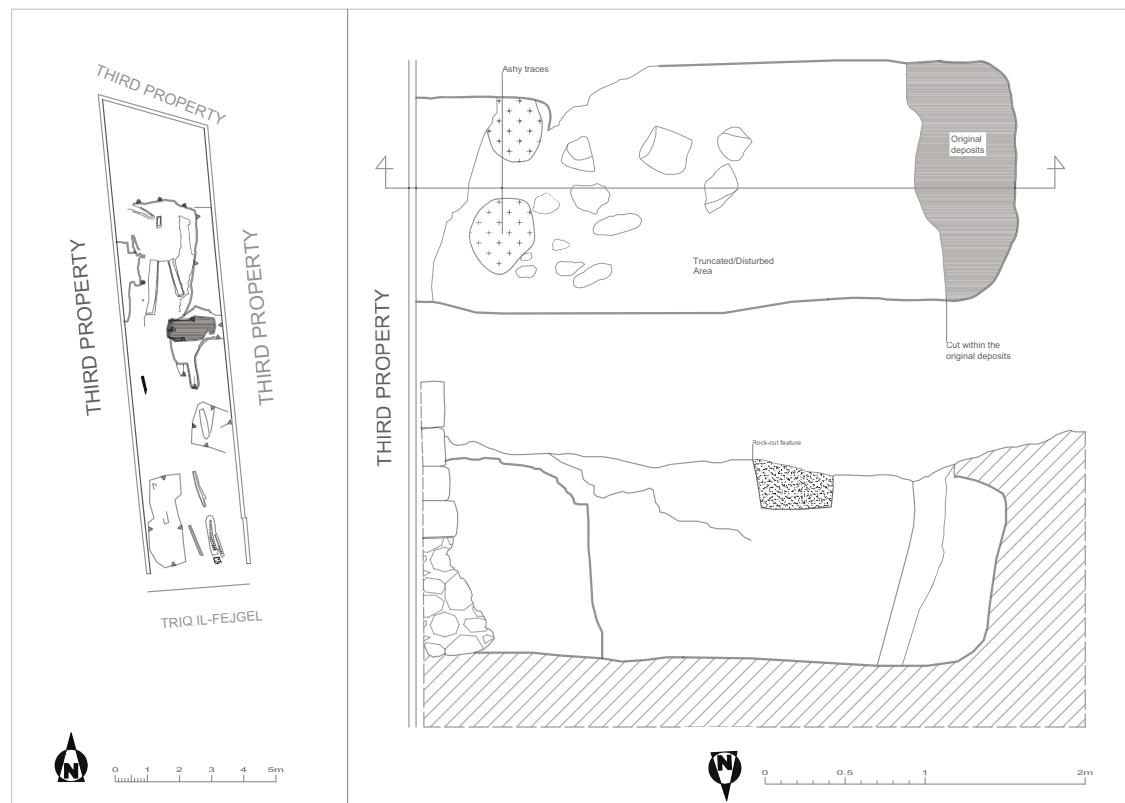 THIRD PROPERTY
THIRD PROPERTY
THIRD PROPERTY
TRIQ IL-FEJGEL
N
0 1 2 3 4 5m
Ashy traces
Original
deposits
Truncated/Disturbed
Area
THIRD PROPERTY
Cut within the
original deposits
Rock-cut feature
N
0 0.5 1 2m